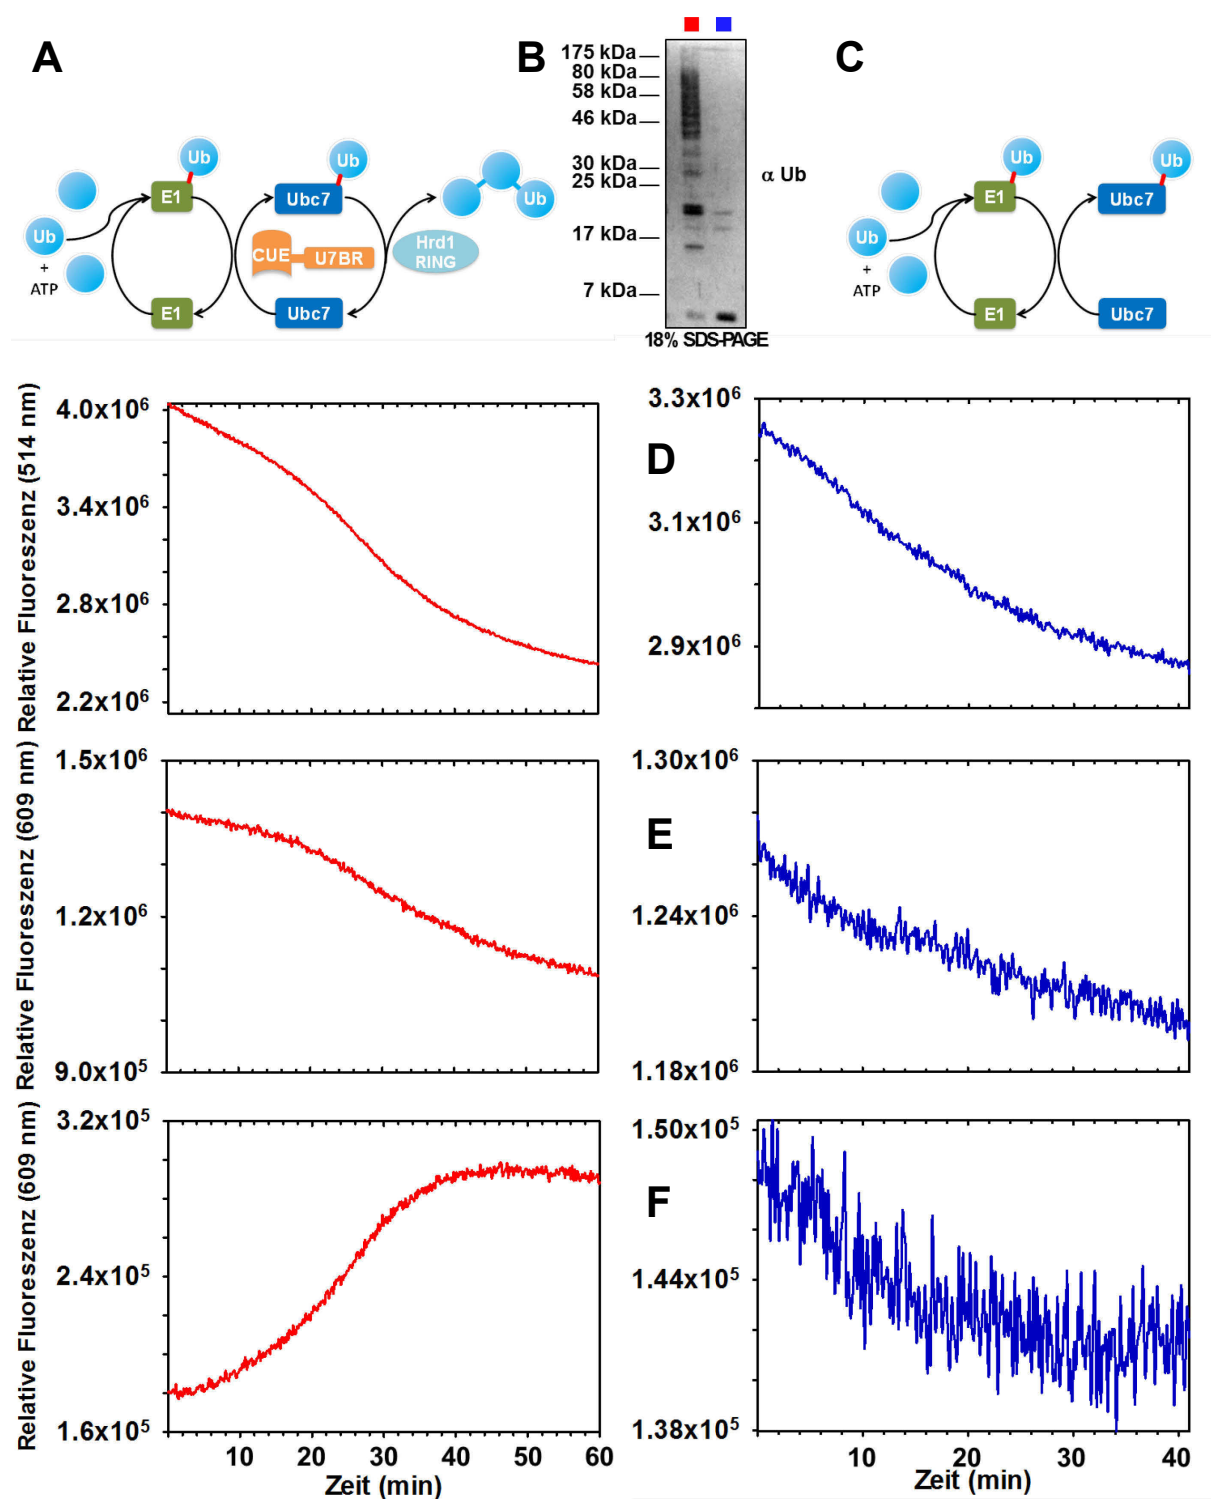 A
B
C
175 kDa
80 kDa
58 kDa
46 kDa
30 kDa
25 kDa
17 kDa
7 kDa
α Ub
18% SDS-PAGE
Ub
Ub
Ub
Ub
+
ATP
E1
E1
Ubc7
Ubc7
CUE
U7BR
Hrd1
RING
Ub
Ub
Ub
+
ATP
E1
E1
Ubc7
Ubc7
Relative Fluoreszenz (514 nm)
4.0x10⁶
3.4x10⁶
2.8x10⁶
2.2x10⁶
D
3.3x10⁶
3.1x10⁶
2.9x10⁶
Relative Fluoreszenz (609 nm)
1.5x10⁶
1.2x10⁶
9.0x10⁵
E
1.30x10⁶
1.24x10⁶
1.18x10⁶
Relative Fluoreszenz (609 nm)
3.2x10⁵
2.4x10⁵
1.6x10⁵
F
1.50x10⁵
1.44x10⁵
1.38x10⁵
10 20 30 40 50 60
Zeit (min)
10 20 30 40
Zeit (min)